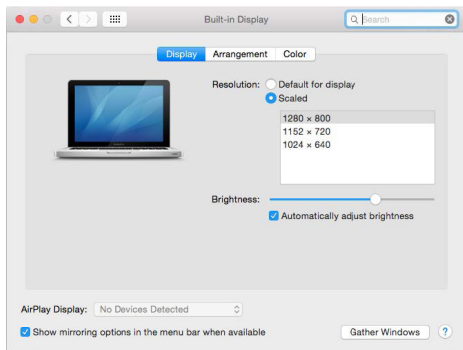 Built-in Display
Search
Display Arrangement Color
Resolution: Default for display
Scaled
1280 × 800
1152 × 720
1024 × 640
Brightness:
Automatically adjust brightness
AirPlay Display: No Devices Detected
Show mirroring options in the menu bar when available
Gather Windows ?